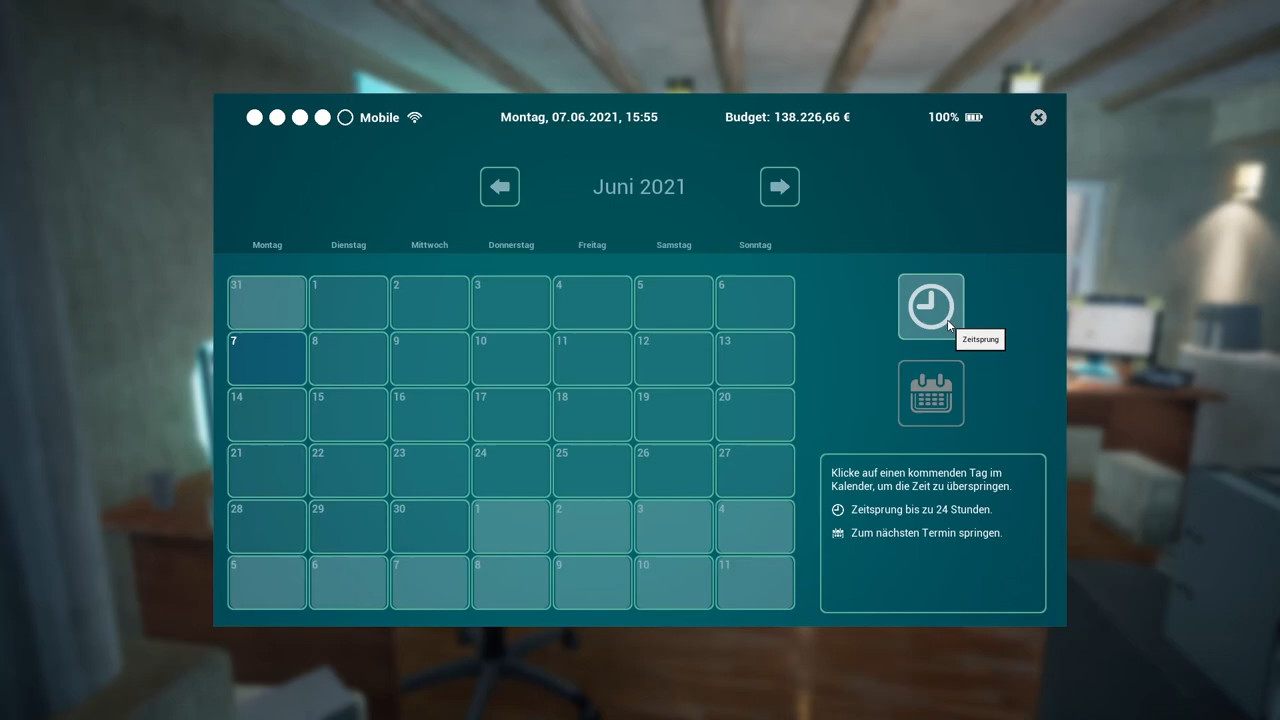 Mobile Montag, 07.06.2021, 15:55 Budget: 138.226,66 € 100%
Juni 2021
Montag Dienstag Mittwoch Donnerstag Freitag Samstag Sonntag
31 1 2 3 4 5 6
7 8 9 10 11 12 13
14 15 16 17 18 19 20
21 22 23 24 25 26 27
28 29 30 1 2 3 4
5 6 7 8 9 10 11
Zeitsprung
Klicke auf einen kommenden Tag im
Kalender, um die Zeit zu überspringen.
Zeitsprung bis zu 24 Stunden.
Zum nächsten Termin springen.